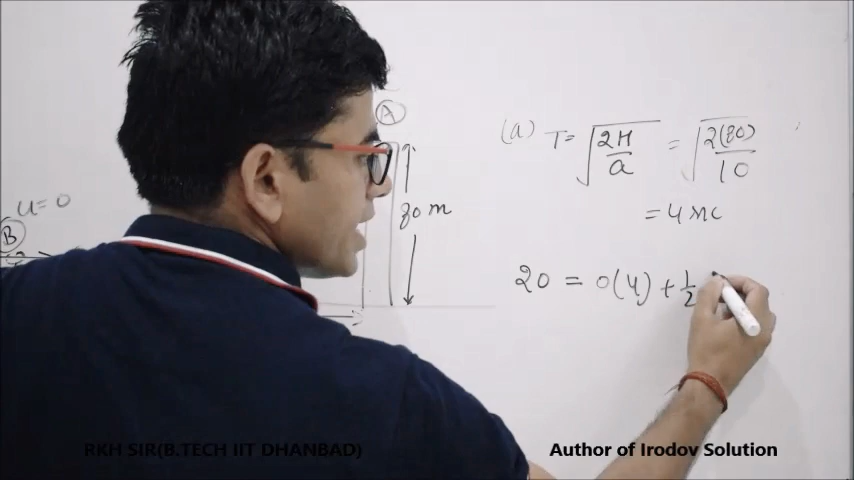 (A)
u=0
(B)
80 m
(a) T= √(2H/a) = √(2(80)/10)
= 4 sec
20 = 0(4) + 1/2
RKH SIR(B.TECH IIT DHANBAD)
Author of Irodov Solution